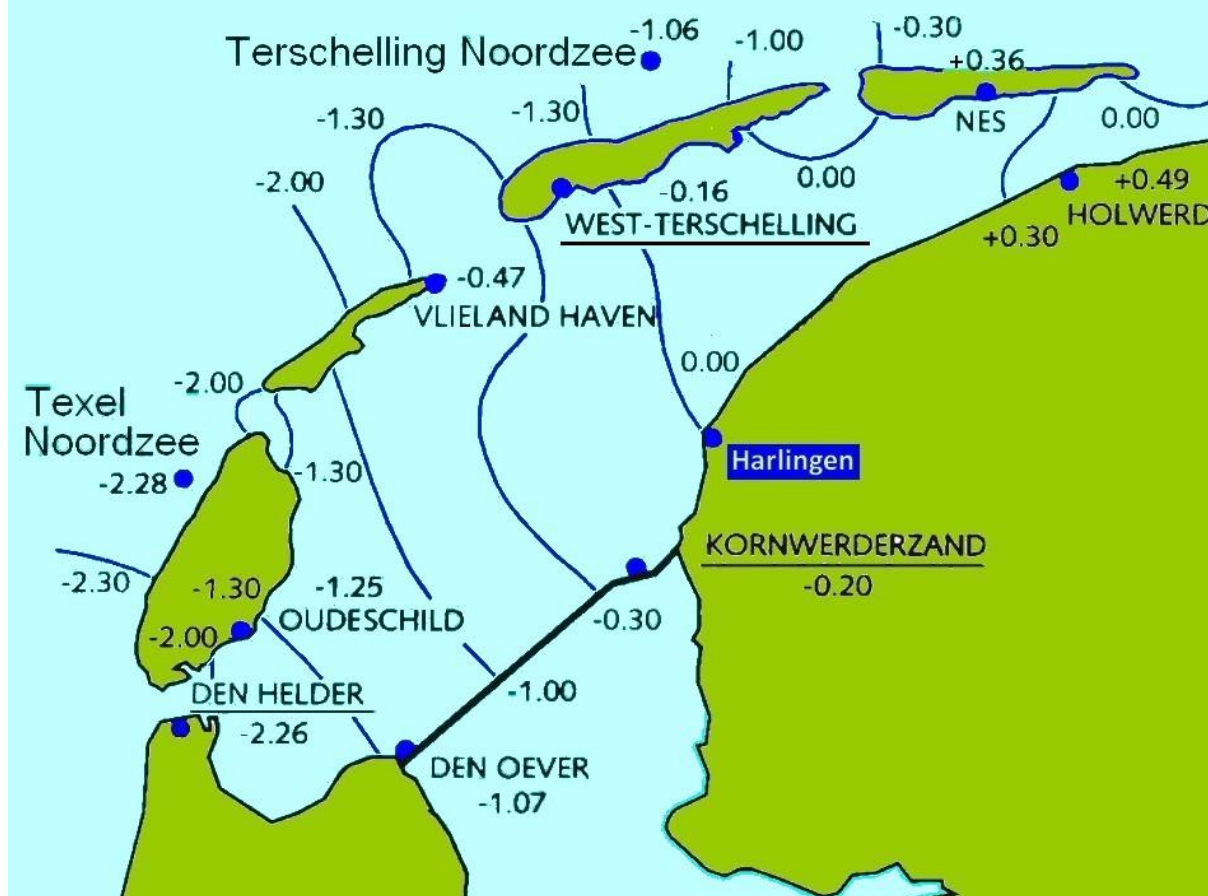 -1.06
-0.30
Terschelling Noordzee
-1.00
+0.36
-1.30
-1.30
NES
0.00
-2.00
-0.16
0.00
+0.49
WEST-TERSCHELLING
HOLWERD
+0.30
-0.47
VLIELAND HAVEN
0.00
-2.00
Texel
Noordzee
-2.28
-1.30
Harlingen
KORNWERDERZAND
-0.20
-2.30
-1.30
-1.25
OUDESCHILD
-0.30
-2.00
DEN HELDER
-2.26
-1.00
DEN OEVER
-1.07